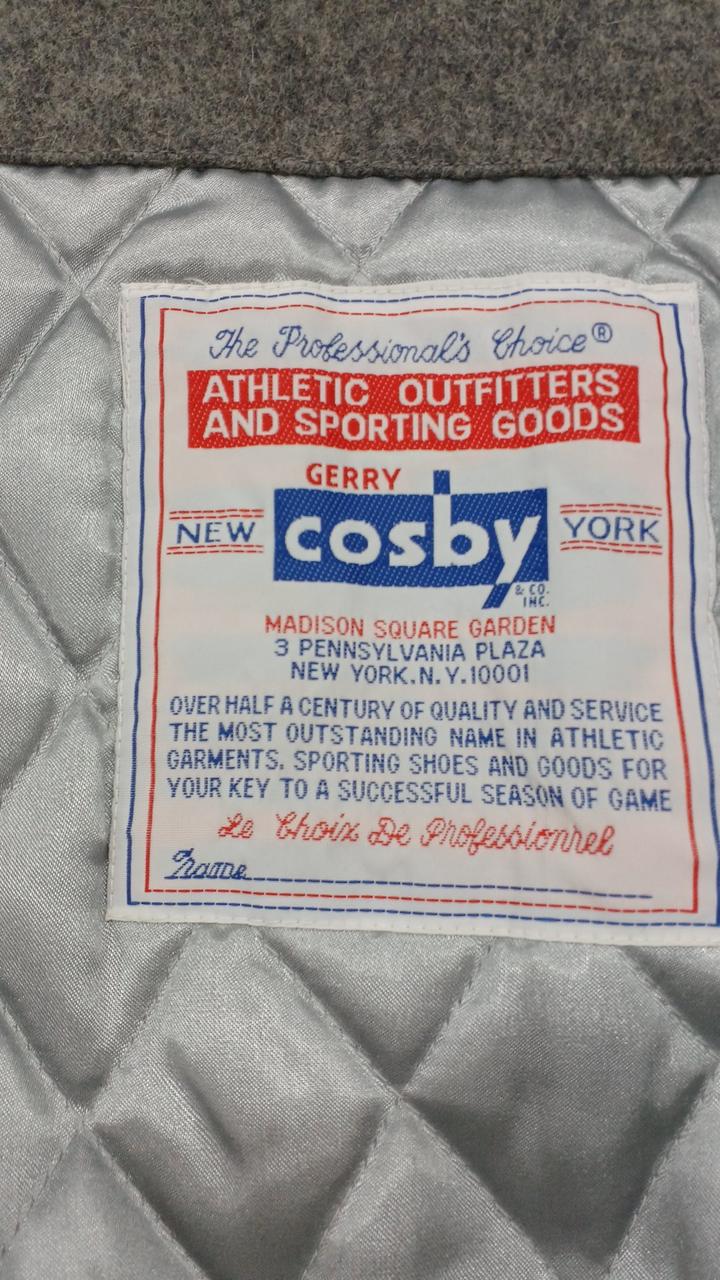 The Professional's Choice®
ATHLETIC OUTFITTERS
AND SPORTING GOODS
GERRY
NEW cosby YORK
& CO.
INC.
MADISON SQUARE GARDEN
3 PENNSYLVANIA PLAZA
NEW YORK.N.Y.10001
OVER HALF A CENTURY OF QUALITY AND SERVICE
THE MOST OUTSTANDING NAME IN ATHLETIC
GARMENTS. SPORTING SHOES AND GOODS FOR
YOUR KEY TO A SUCCESSFUL SEASON OF GAME
Le Choix De Professionnel
Name